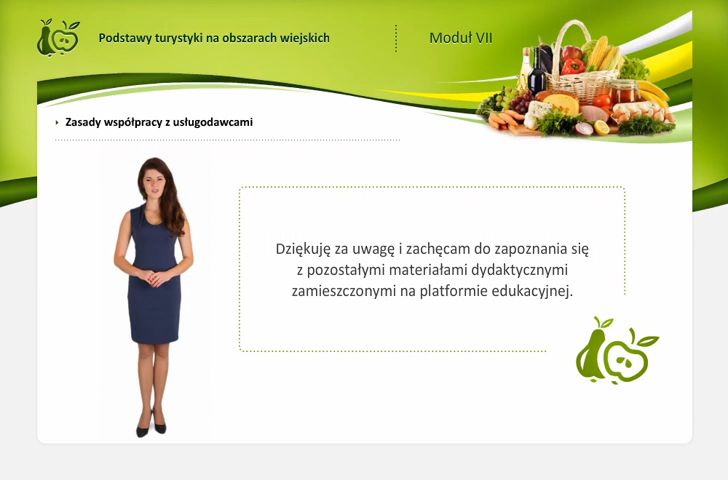 Podstawy turystyki na obszarach wiejskich
Moduł VII
Zasady współpracy z usługodawcami
Dziękuję za uwagę i zachęcam do zapoznania się
z pozostałymi materiałami dydaktycznymi
zamieszczonymi na platformie edukacyjnej.